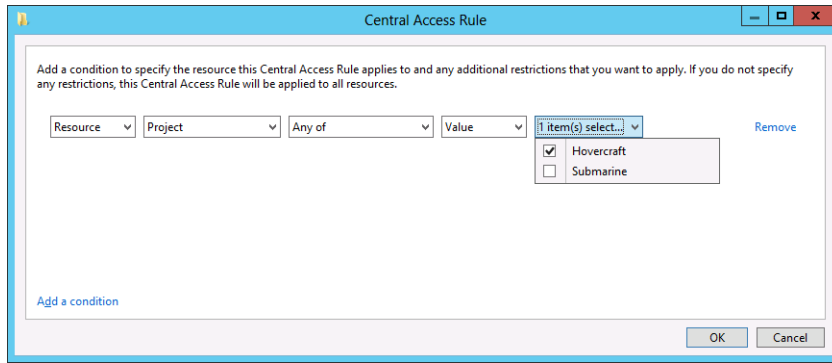 Central Access Rule
Add a condition to specify the resource this Central Access Rule applies to and any additional restrictions that you want to apply. If you do not specify
any restrictions, this Central Access Rule will be applied to all resources.
Resource Project Any of Value 1 item(s) select... Remove
Hovercraft
Submarine
Add a condition
OK Cancel